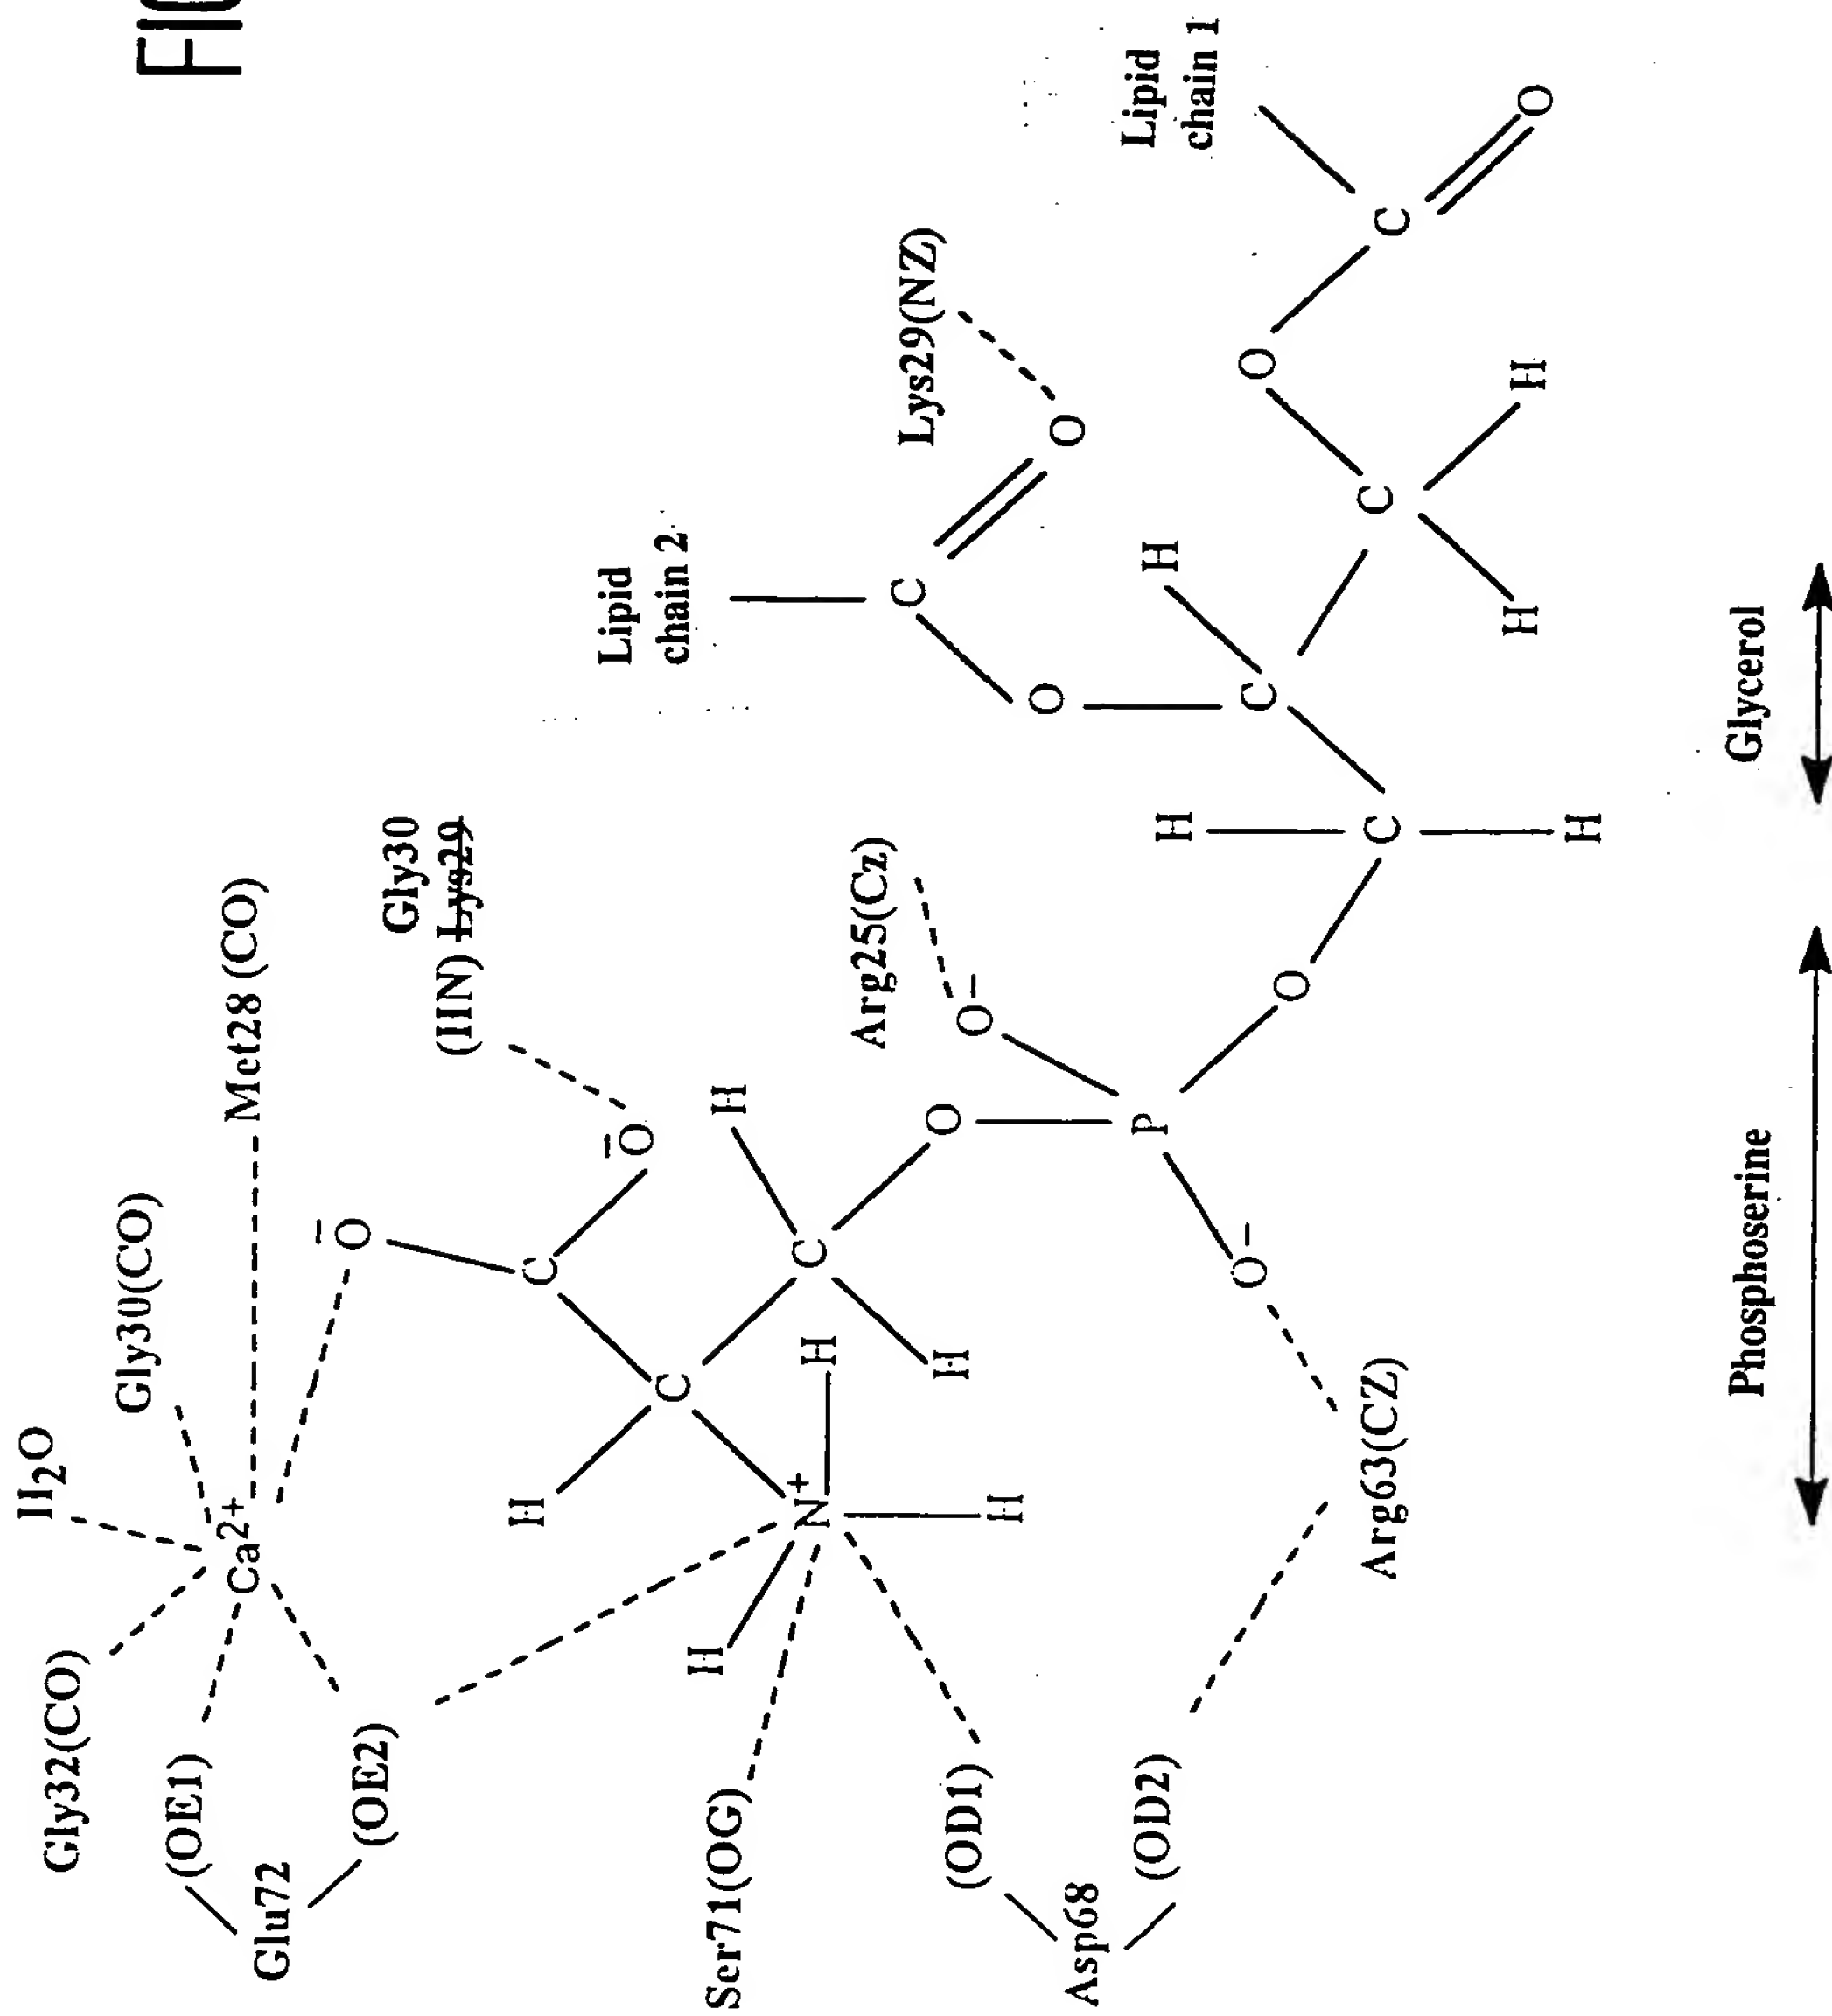 FIG
H2O
Gly32(CO)
Gly30(CO)
(OE1)
Ca2+
Met28(CO)
Glu72
(OE2)
O-
Gly30
(HN) Lys29
H
C
O-
Lipid
chain 2
Ser71(OG)
H
C
H
N+
H
C
H
Arg25(Cz)
C
Lys29(NZ)
(OD1)
H
H
O
O-
O
O
Asp68
(OD2)
P
H
H
Lipid
chain 1
O-
O
C
O
Arg63(CZ)
C
C
C
H
H
H
O
Phosphoserine
Glycerol